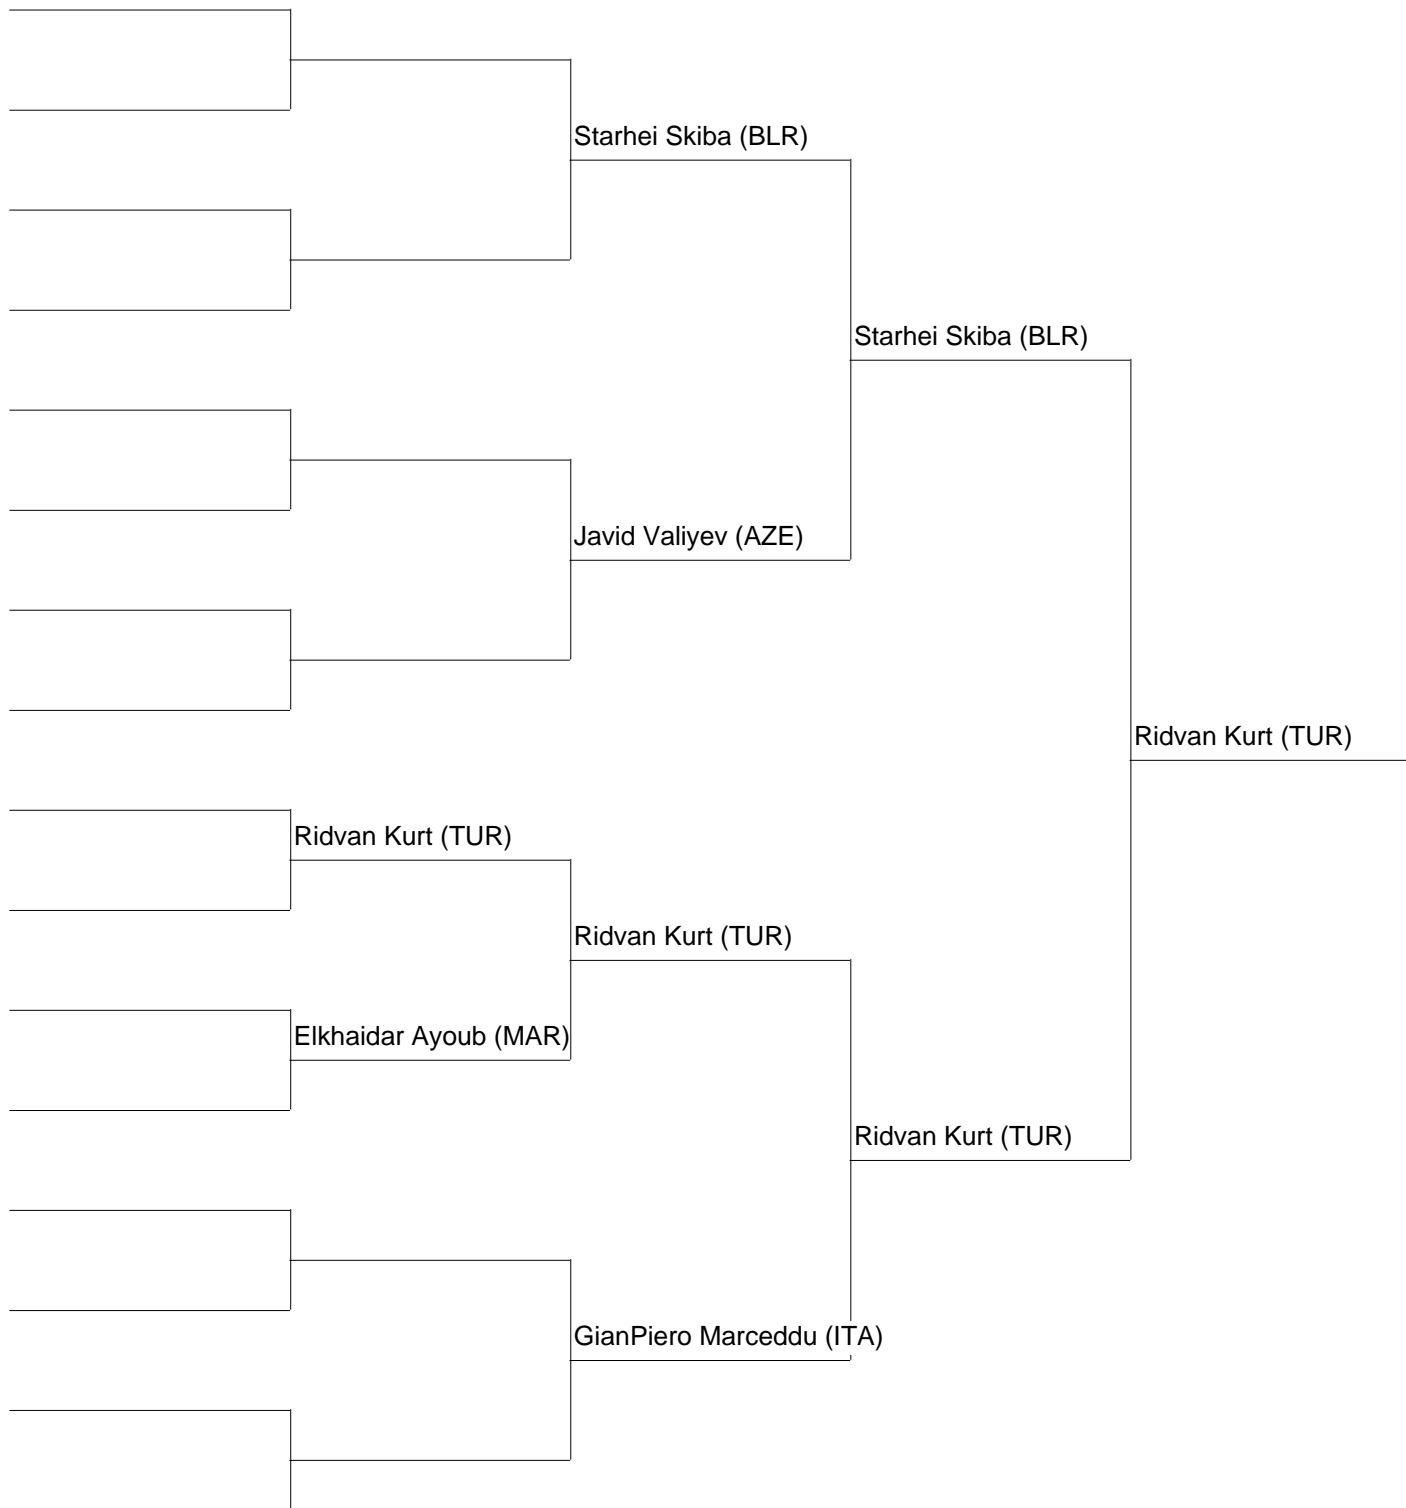 Starhei Skiba (BLR)
Starhei Skiba (BLR)
Javid Valiyev (AZE)
Ridvan Kurt (TUR)
Ridvan Kurt (TUR)
Ridvan Kurt (TUR)
Elkhaidar Ayoub (MAR)
Ridvan Kurt (TUR)
GianPiero Marceddu (ITA)